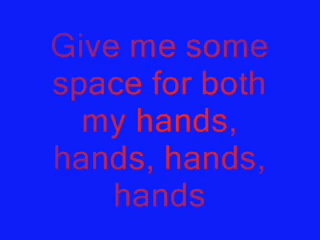 Give me some
space for both
my hands,
hands, hands,
hands